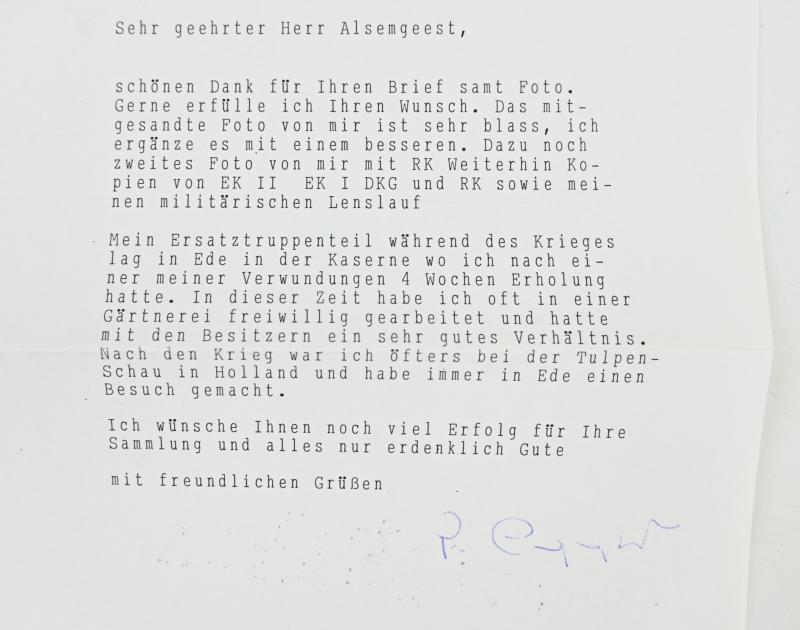 Sehr geehrter Herr Alsemgeest,
schönen Dank für Ihren Brief samt Foto.
Gerne erfülle ich Ihren Wunsch. Das mit-
gesandte Foto von mir ist sehr blass, ich
ergänze es mit einem besseren. Dazu noch
zweites Foto von mir mit RK Weiterhin Ko-
pien von EK II EK I DKG und RK sowie mei-
nen militärischen Lenslauf
Mein Ersatztruppenteil während des Krieges
lag in Ede in der Kaserne wo ich nach ei-
ner meiner Verwundungen 4 Wochen Erholung
hatte. In dieser Zeit habe ich oft in einer
Gärtnerei freiwillig gearbeitet und hatte
mit den Besitzern ein sehr gutes Verhältnis.
Nach den Krieg war ich öfters bei der Tulpen-
Schau in Holland und habe immer in Ede einen
Besuch gemacht.
Ich wünsche Ihnen noch viel Erfolg für Ihre
Sammlung und alles nur erdenklich Gute
mit freundlichen Grüßen